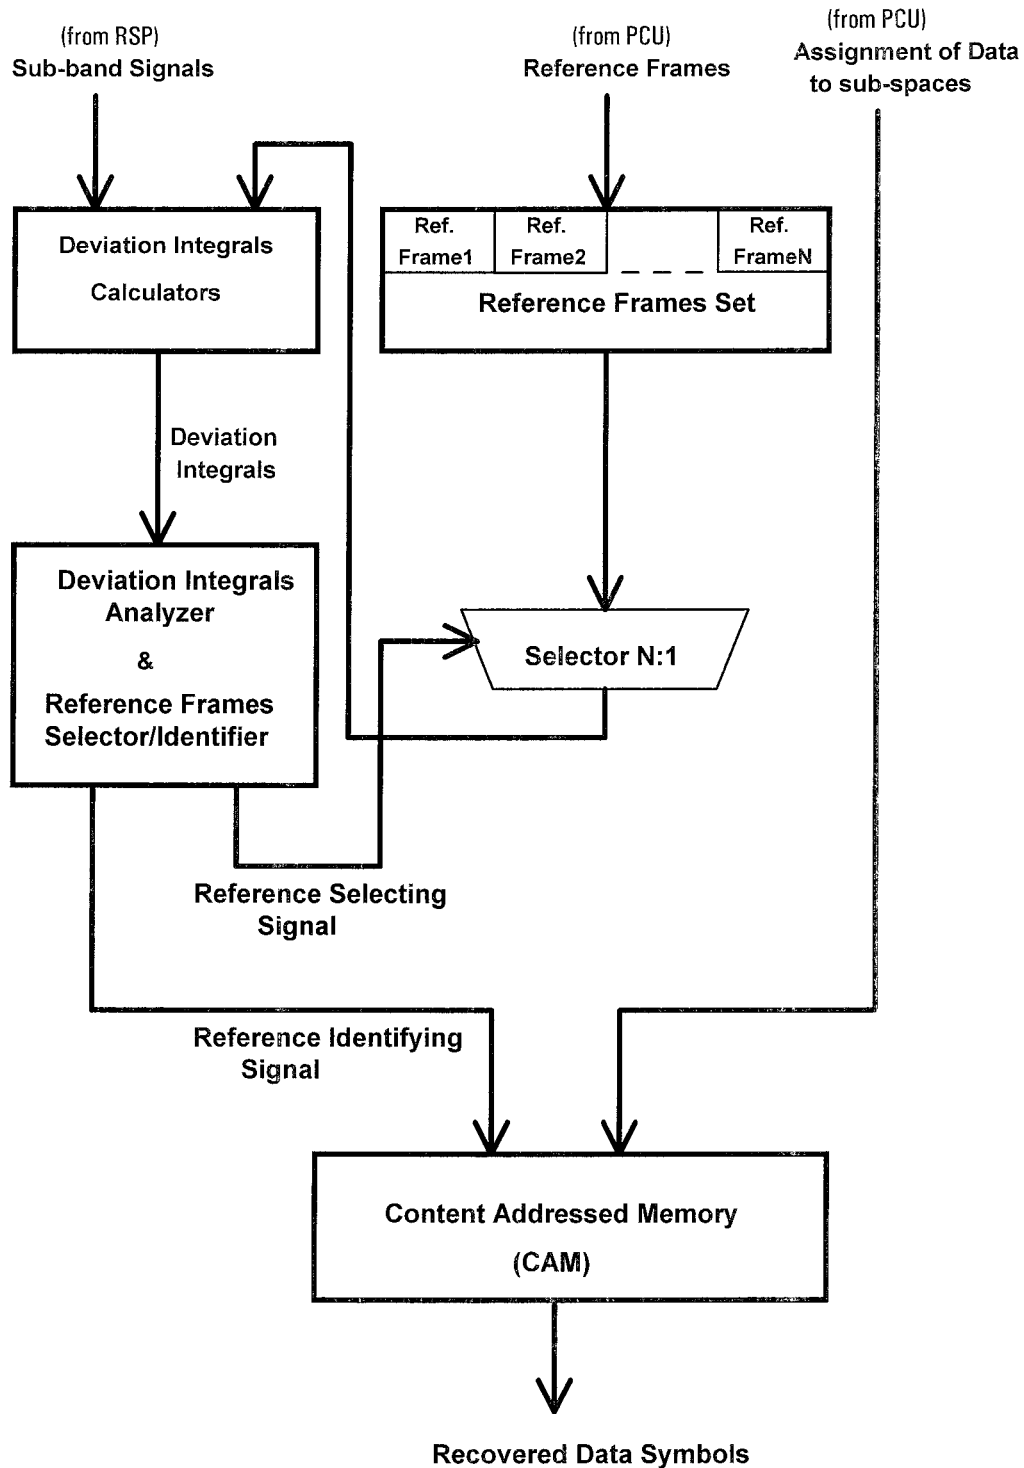 (from RSP)
Sub-band Signals
(from PCU)
Reference Frames
(from PCU)
Assignment of Data
to sub-spaces
Deviation Integrals
Calculators
Ref.
Frame1
Ref.
Frame2
Ref.
FrameN
Reference Frames Set
Deviation
Integrals
Deviation Integrals
Analyzer
&
Reference Frames
Selector/Identifier
Selector N:1
Reference Selecting
Signal
Reference Identifying
Signal
Content Addressed Memory
(CAM)
Recovered Data Symbols